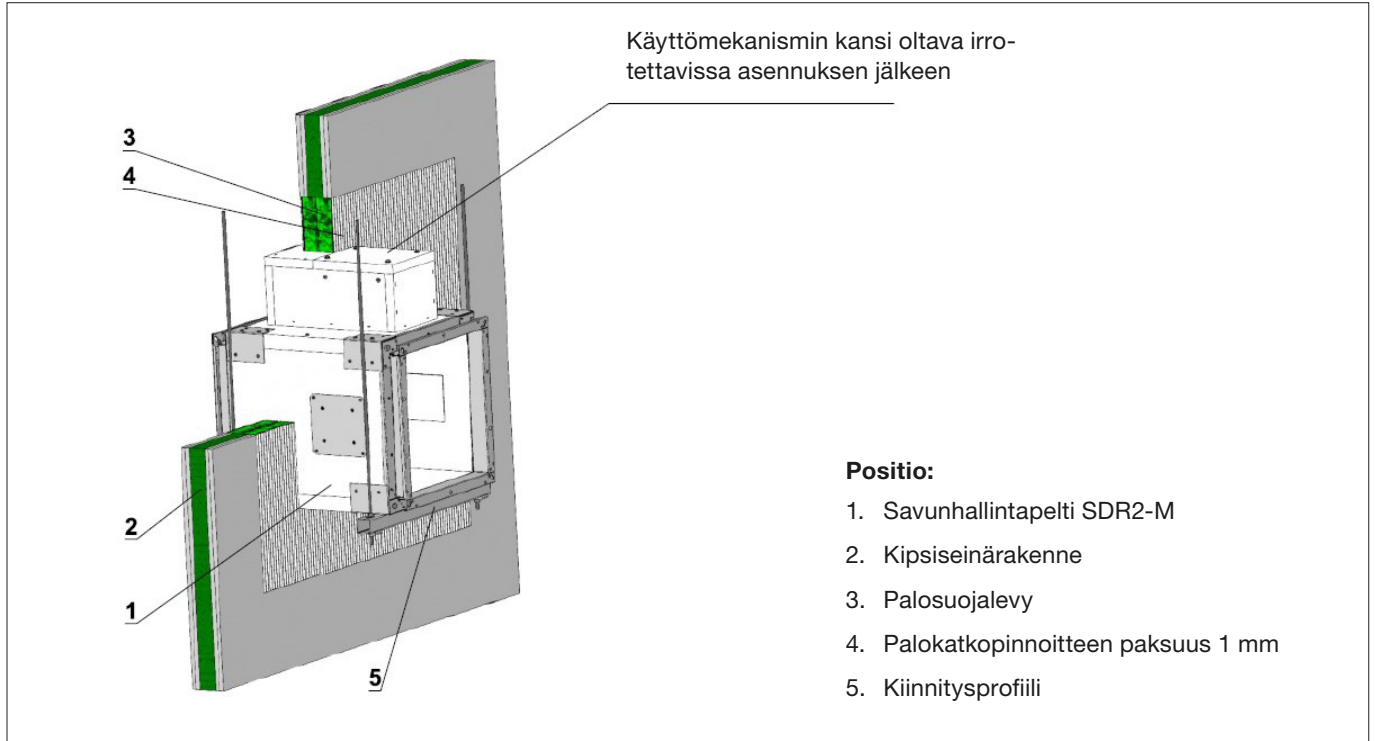 Käyttömekanismin kansi oltava irro-
tettavissa asennuksen jälkeen
3
4
2
1
5
Positio:
1. Savunhallintapelti SDR2-M
2. Kipsiseinärakenne
3. Palosuojalevy
4. Palokatkopinnoitteen paksuus 1 mm
5. Kiinnitysprofiili